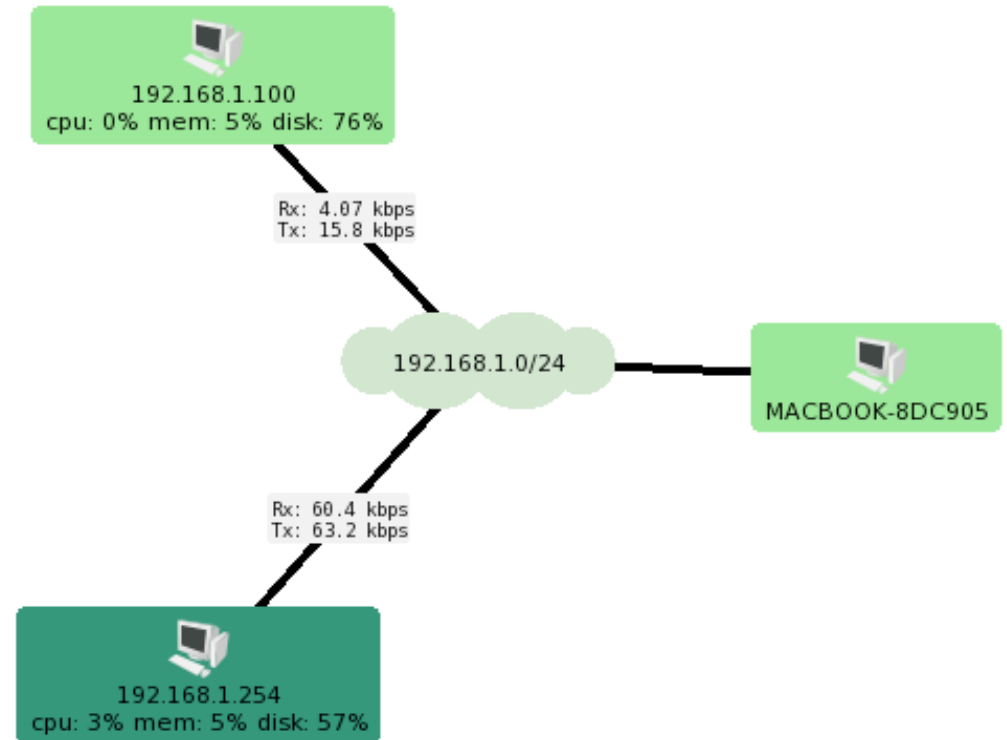 192.168.1.100
cpu: 0% mem: 5% disk: 76%
Rx: 4.07 kbps
Tx: 15.8 kbps
192.168.1.0/24
MACBOOK-8DC905
Rx: 60.4 kbps
Tx: 63.2 kbps
192.168.1.254
cpu: 3% mem: 5% disk: 57%